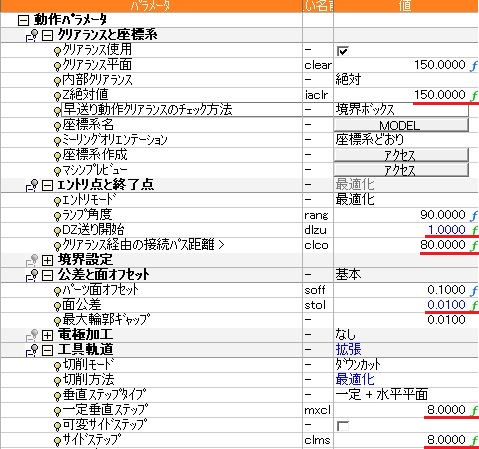 パラメータ い名前 値
動作パラメータ
クリアランスと座標系
クリアランス使用 –
クリアランス平面 clear 150.0000 f
内部クリアランス – 絶対
Z絶対値 iaclr 150.0000 f
早送り動作クリアランスのチェック方法 – 境界ボックス
座標系名 – MODEL
ミーリングオリエンテーション – 座標系どおり
座標系作成 – アクセス
マシンプレビュー – アクセス
エントリ点と終了点 – 最適化
エントリモード – 最適化
ランプ角度 rang 90.0000 f
DZ送り開始 dlzu 1.0000 f
クリアランス経由の接続パス距離 > clco 80.0000 f
境界設定
公差と面オフセット – 基本
パーツ面オフセット soff 0.1000 f
面公差 stol 0.0100 f
最大輪郭ギャップ – 0.0100
電極加工 – なし
工具軌道 – 拡張
切削モード – ダウンカット
切削方法 – 最適化
垂直ステップタイプ – 一定 + 水平平面
一定垂直ステップ mxcl 8.0000 f
可変サイドステップ –
サイドステップ clms 8.0000 f